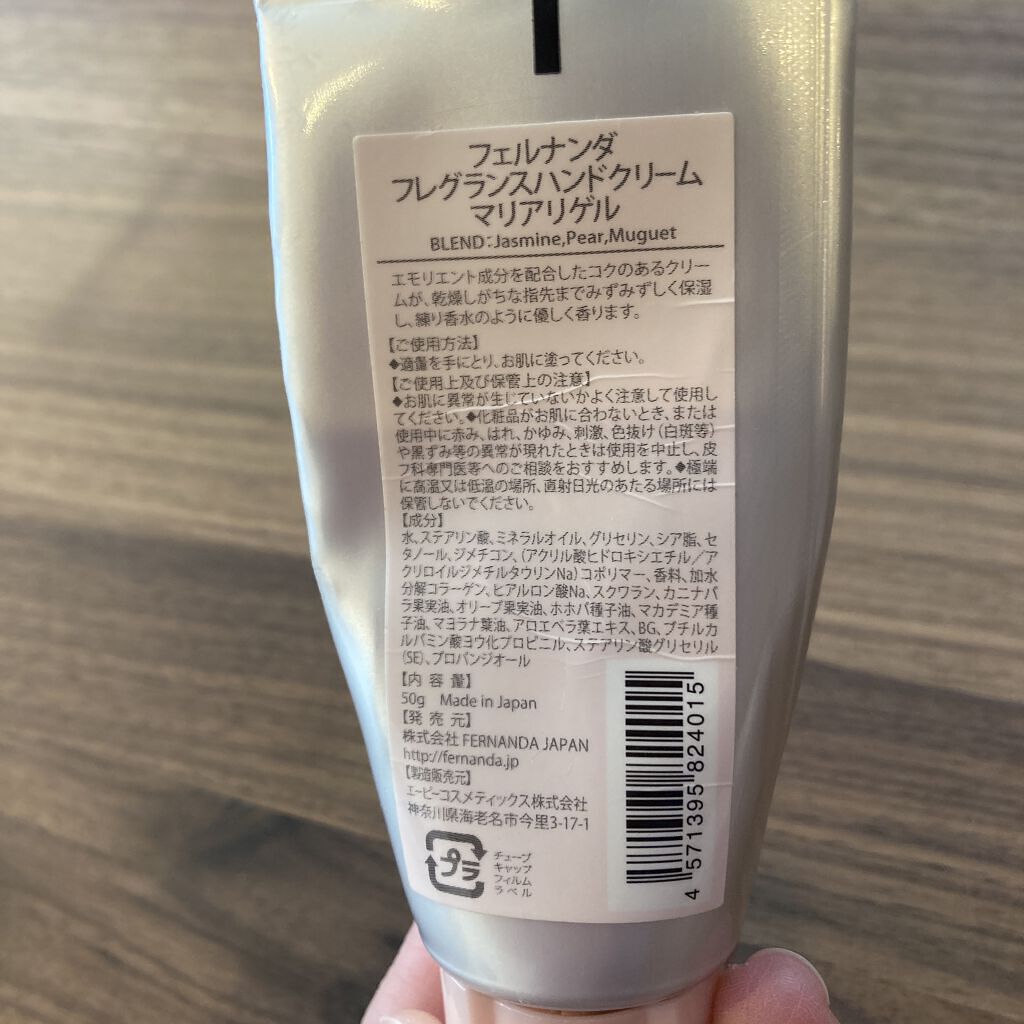 フェルナンダ
フレグランスハンドクリーム
マリアリゲル
BLEND:Jasmine,Pear,Muguet
エモリエント成分を配合したコクのあるクリー
ムが、乾燥しがちな指先までみずみずしく保湿
し、練り香水のように優しく香ります。
【ご使用方法】
◆適量を手にとり、お肌に塗ってください。
【ご使用上及び保管上の注意】
◆お肌に異常が生じていないかよく注意して使用し
てください。◆化粧品がお肌に合わないとき、または
使用中に赤み、はれ、かゆみ、刺激、色抜け(白斑等)
や黒ずみ等の異常が現れたときは使用を中止し、皮
フ科専門医等へのご相談をおすすめします。◆極端
に高温又は低温の場所、直射日光のあたる場所には
保管しないでください。
【成分】
水、ステアリン酸、ミネラルオイル、グリセリン、シア脂、セ
タノール、ジメチコン、(アクリル酸ヒドロキシエチル/ア
クリロイルジメチルタウリンNa)コポリマー、香料、加水
分解コラーゲン、ヒアルロン酸Na、スクワラン、カニナバ
ラ果実油、オリーブ果実油、ホホバ種子油、マカデミア種
子油、マヨラナ葉油、アロエベラ葉エキス、BG、ブチルカ
ルバミン酸ヨウ化プロピニル、ステアリン酸グリセリル
(SE)、プロパンジオール
【内容量】
50g Made in Japan
【発売元】
株式会社 FERNANDA JAPAN
http://fernanda.jp
【製造販売元】
エーピーコスメティックス株式会社
神奈川県海老名市今里3-17-1
プラ
チューブ
キャップ
フィルム
ラベル
4 571395 824015